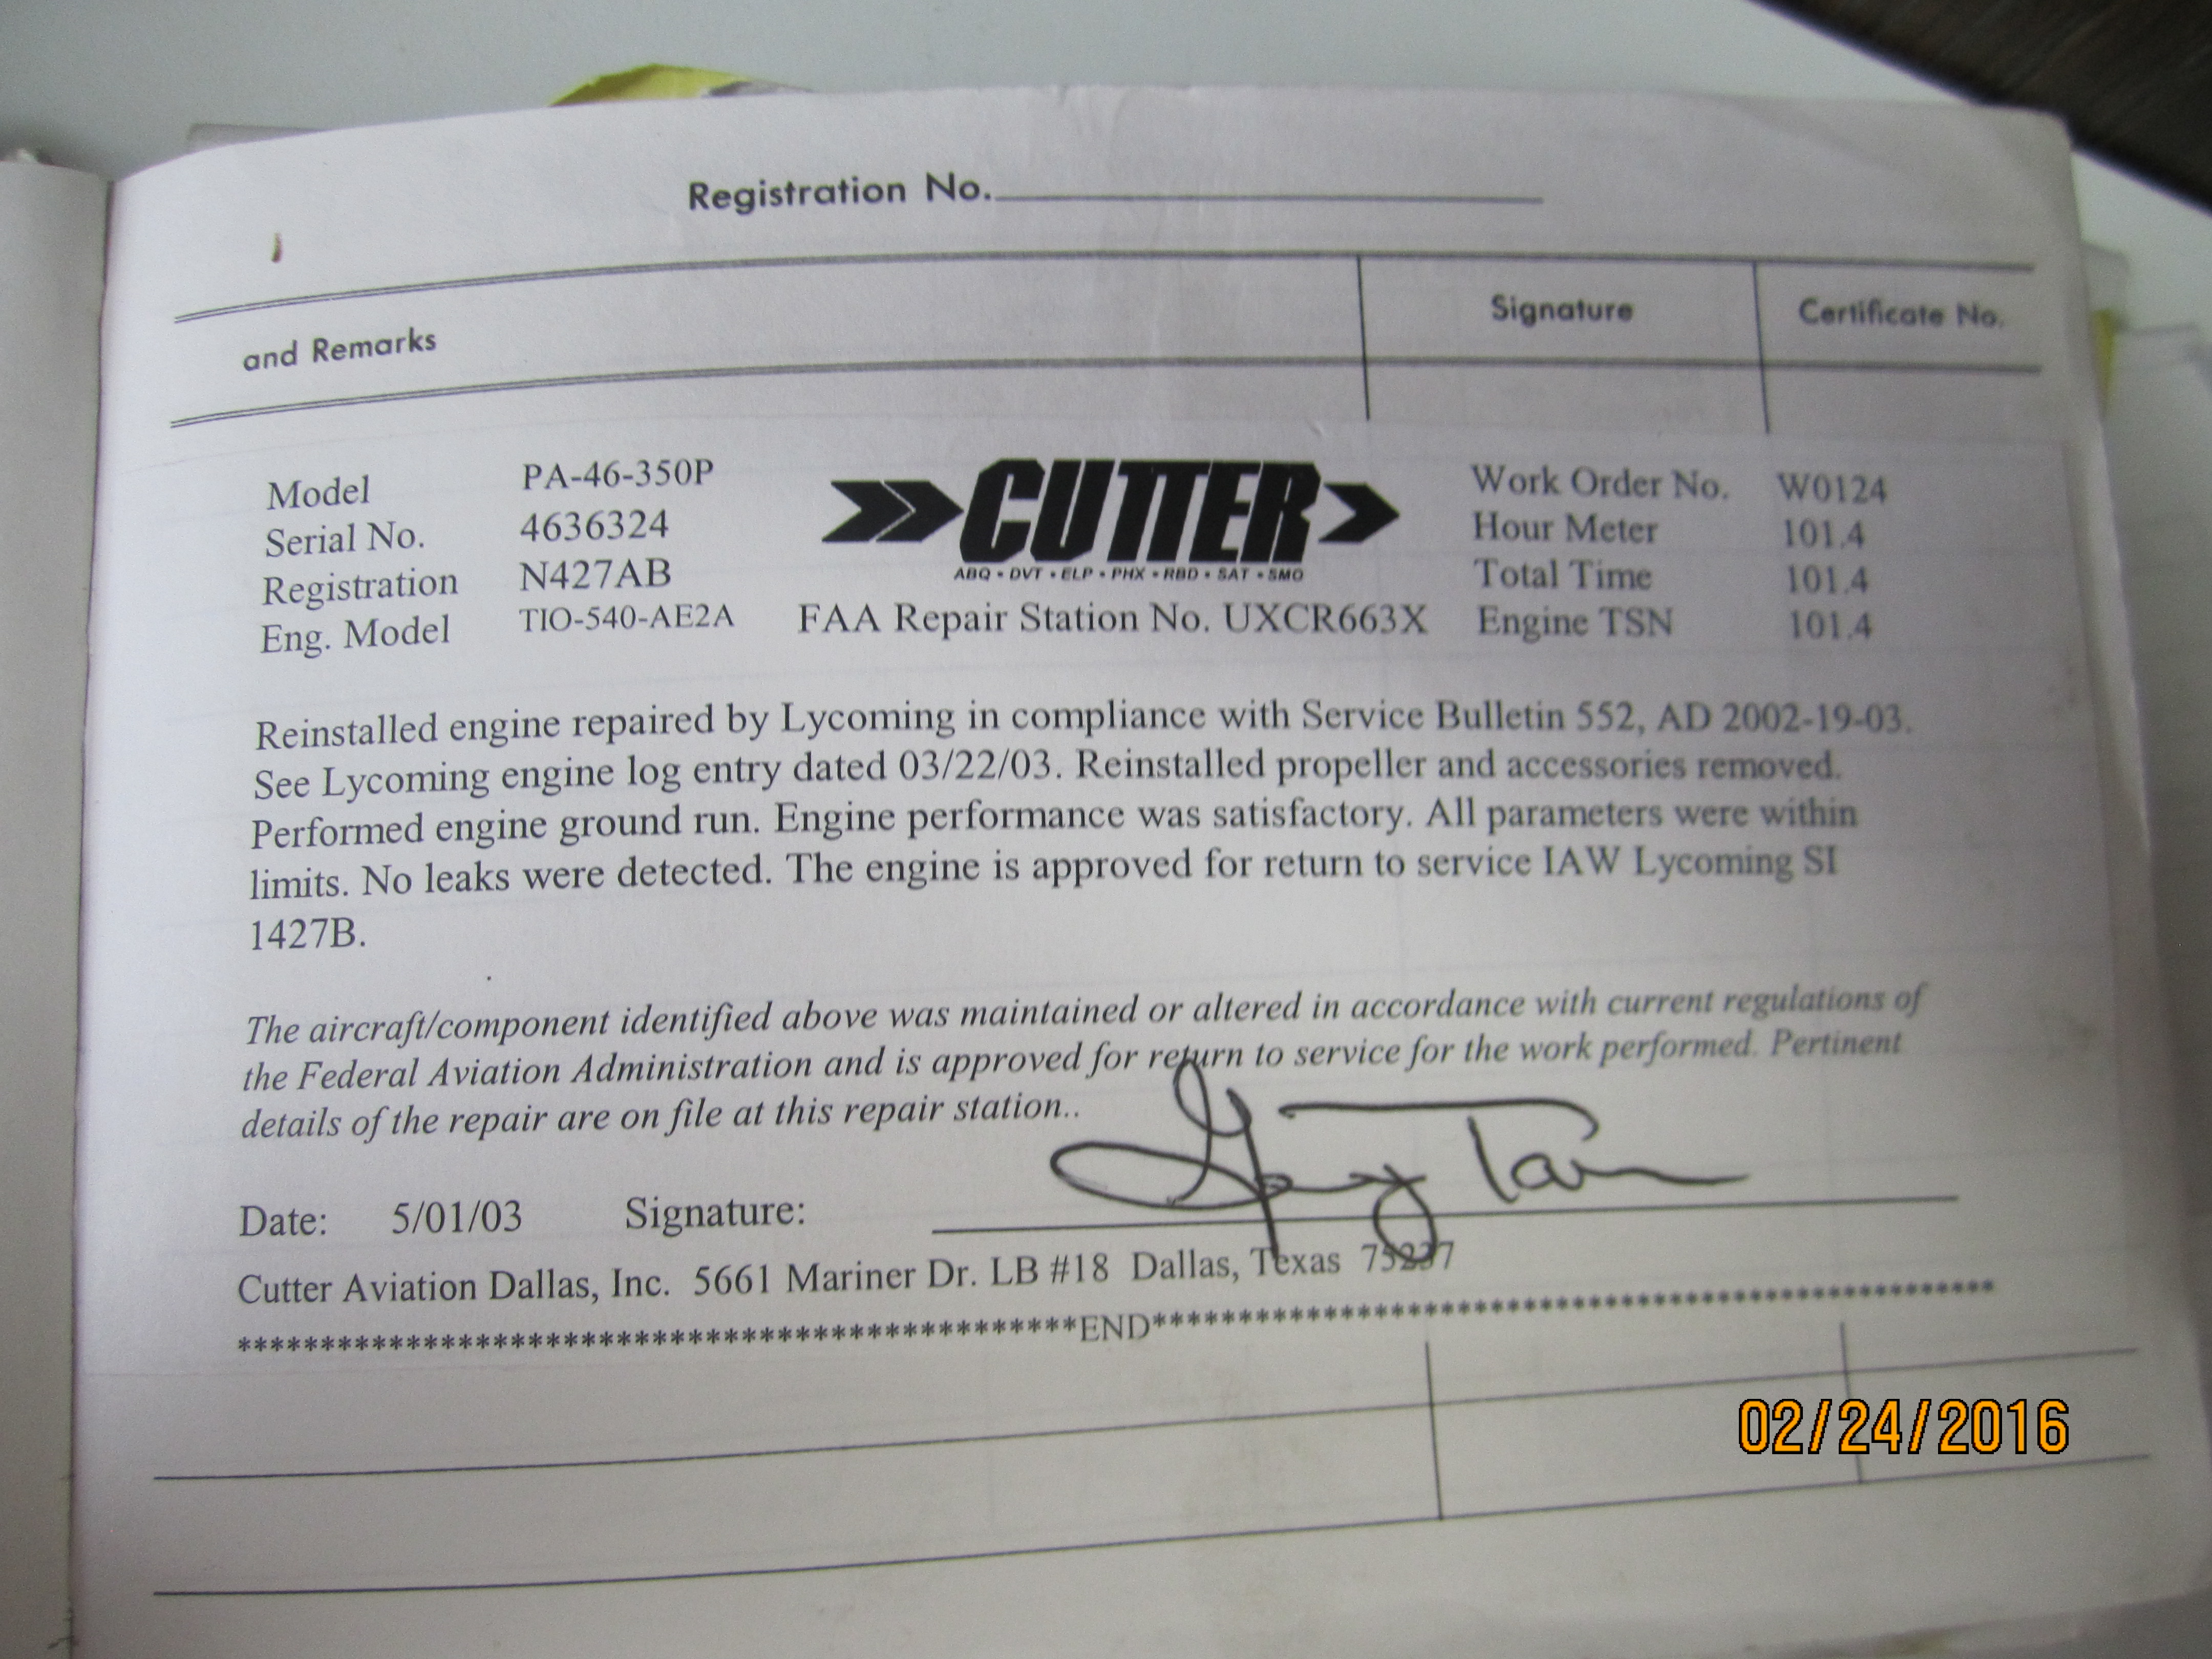 Registration No.
and Remarks Signature Certificate No.
Model PA-46-350P
Serial No. 4636324
Registration N427AB
Eng. Model TIO-540-AE2A
CUTTER
ABQ • DVT • ELP • PHX • RBD • SAT • SMO
FAA Repair Station No. UXCR663X
Work Order No. W0124
Hour Meter 101.4
Total Time 101.4
Engine TSN 101.4
Reinstalled engine repaired by Lycoming in compliance with Service Bulletin 552, AD 2002-19-03.
See Lycoming engine log entry dated 03/22/03. Reinstalled propeller and accessories removed.
Performed engine ground run. Engine performance was satisfactory. All parameters were within
limits. No leaks were detected. The engine is approved for return to service IAW Lycoming SI
1427B.
The aircraft/component identified above was maintained or altered in accordance with current regulations of
the Federal Aviation Administration and is approved for return to service for the work performed. Pertinent
details of the repair are on file at this repair station..
Date: 5/01/03 Signature:
Cutter Aviation Dallas, Inc. 5661 Mariner Dr. LB #18 Dallas, Texas 75237
**************************************************END**************************************************
02/24/2016